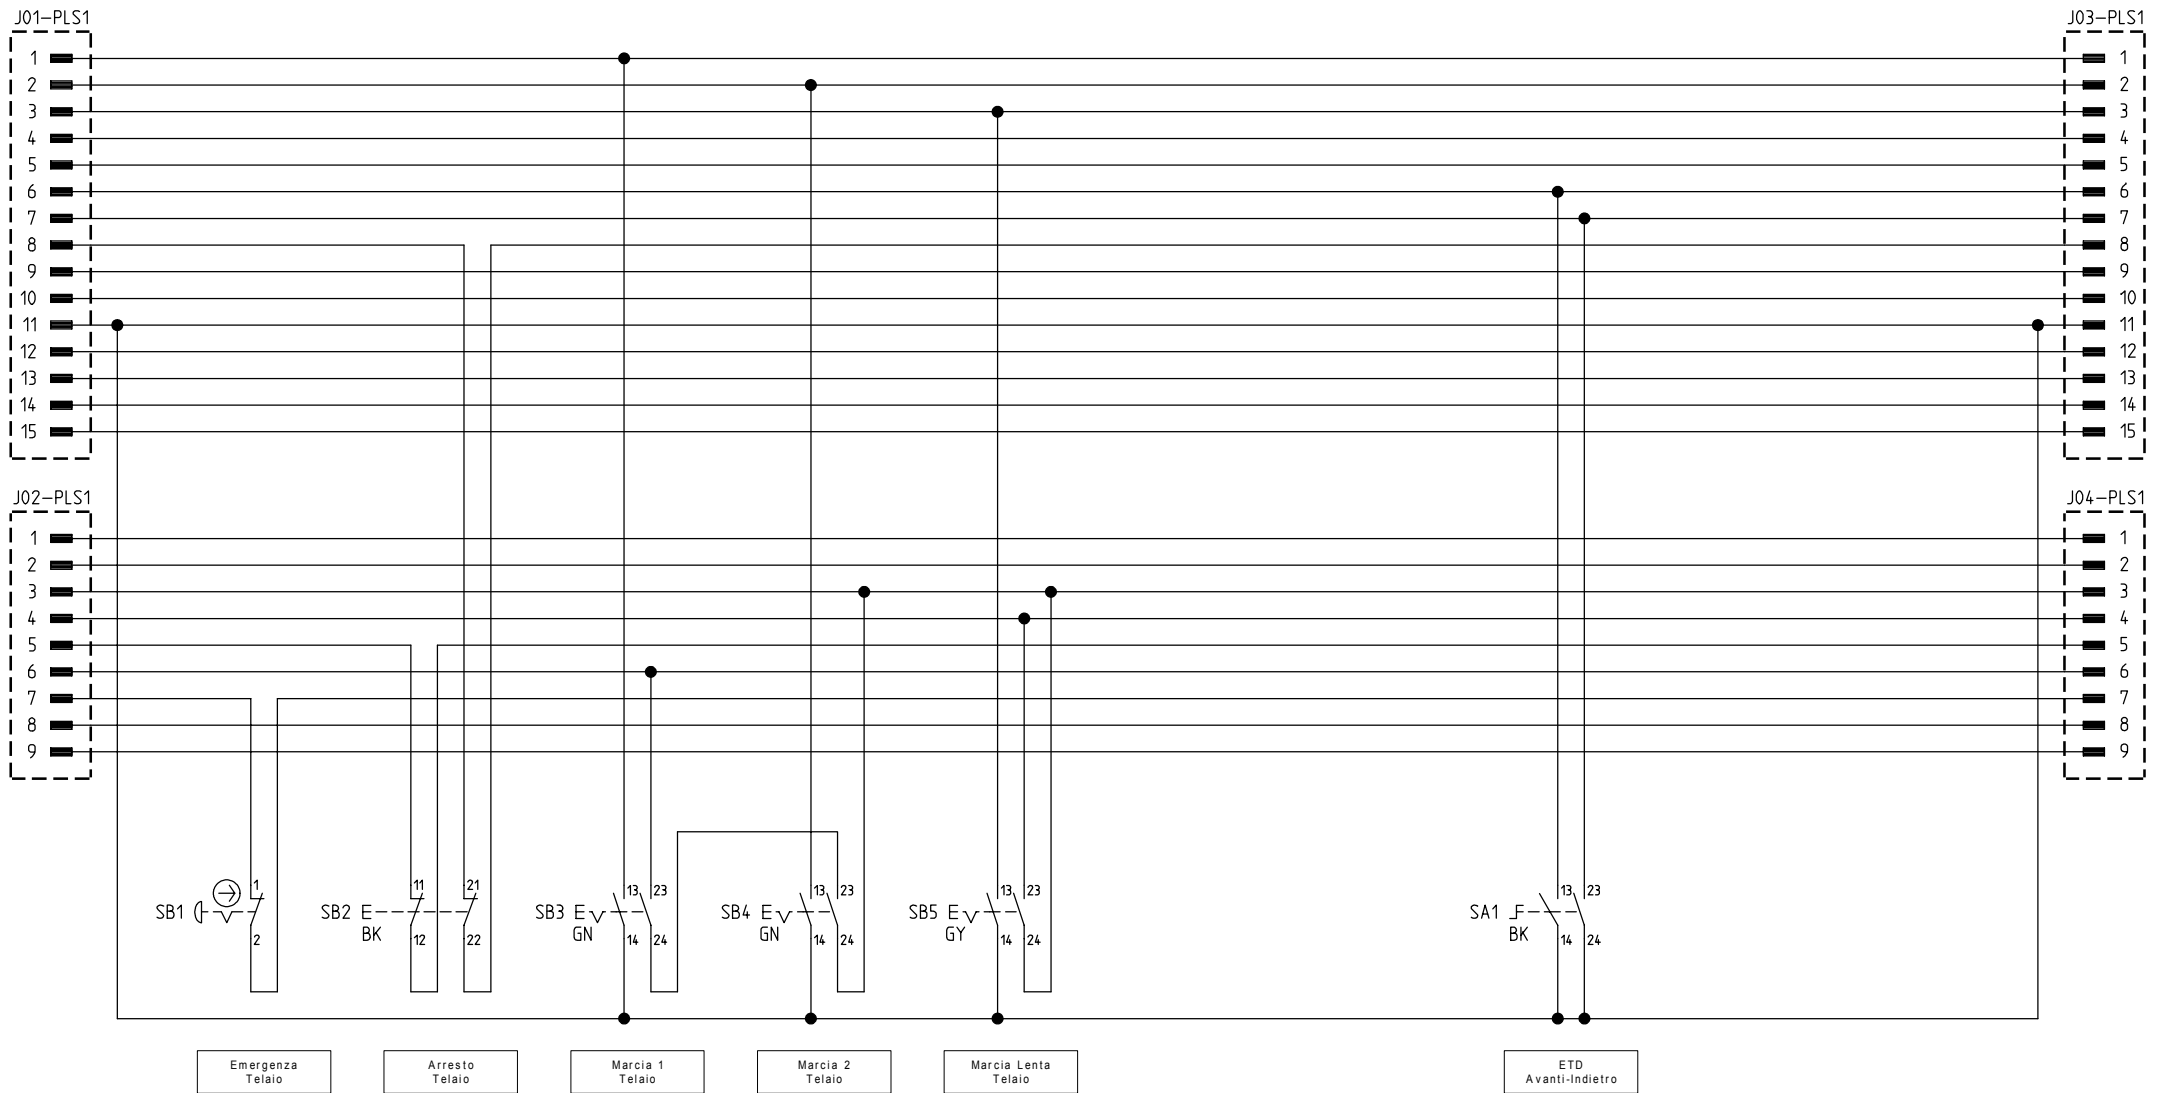 J01-PLS1
J03-PLS1
1 1
2 2
3 3
4 4
5 5
6 6
7 7
8 8
9 9
10 10
11 11
12 12
13 13
14 14
15 15
J02-PLS1
J04-PLS1
1 1
2 2
3 3
4 4
5 5
6 6
7 7
8 8
9 9
1 11 21 13 23 13 23 13 23 13 23
SB1 SB2 SB3 SB4 SB5 SA1
BK GN GN GY BK
2 12 22 14 24 14 24 14 24 14 24
Emergenza
Telaio
Arresto
Telaio
Marcia 1
Telaio
Marcia 2
Telaio
Marcia Lenta
Telaio
ETD
Avanti-Indietro